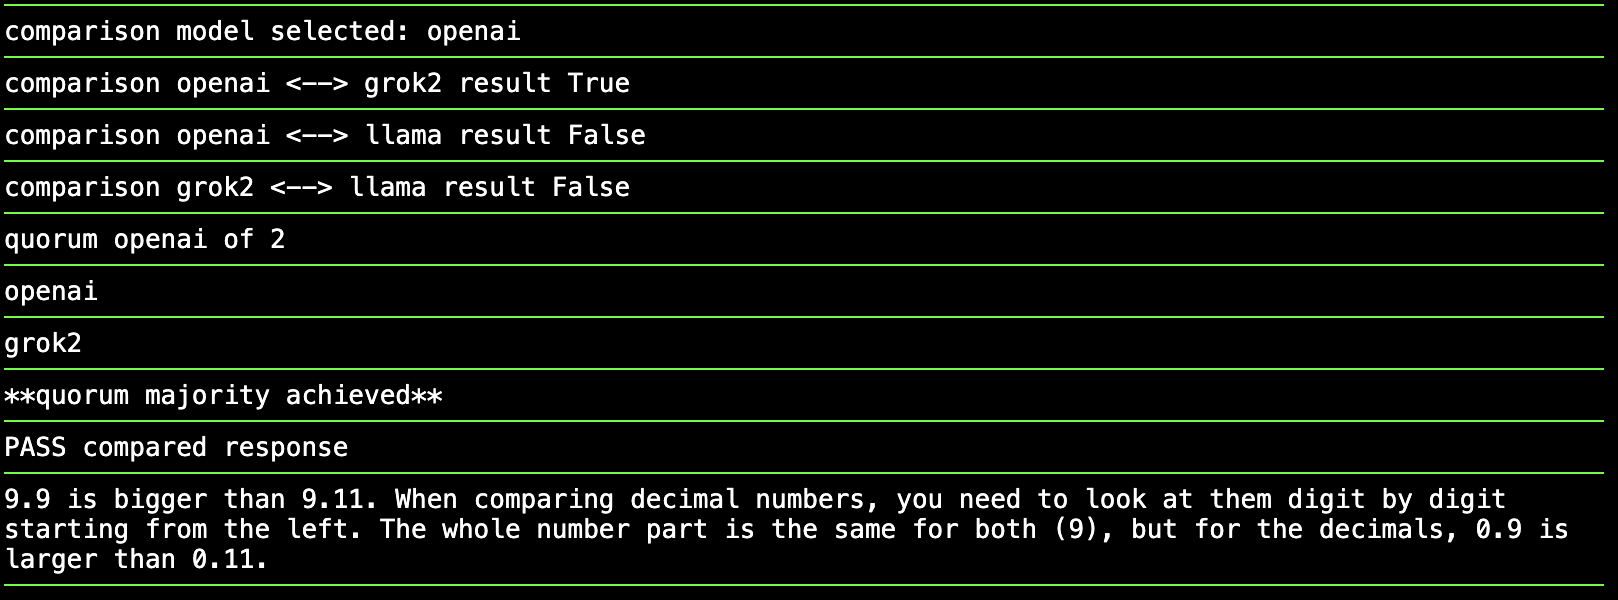 comparison model selected: openai
comparison openai <--> grok2 result True
comparison openai <--> llama result False
comparison grok2 <--> llama result False
quorum openai of 2
openai
grok2
**quorum majority achieved**
PASS compared response
9.9 is bigger than 9.11. When comparing decimal numbers, you need to look at them digit by digit
starting from the left. The whole number part is the same for both (9), but for the decimals, 0.9 is
larger than 0.11.